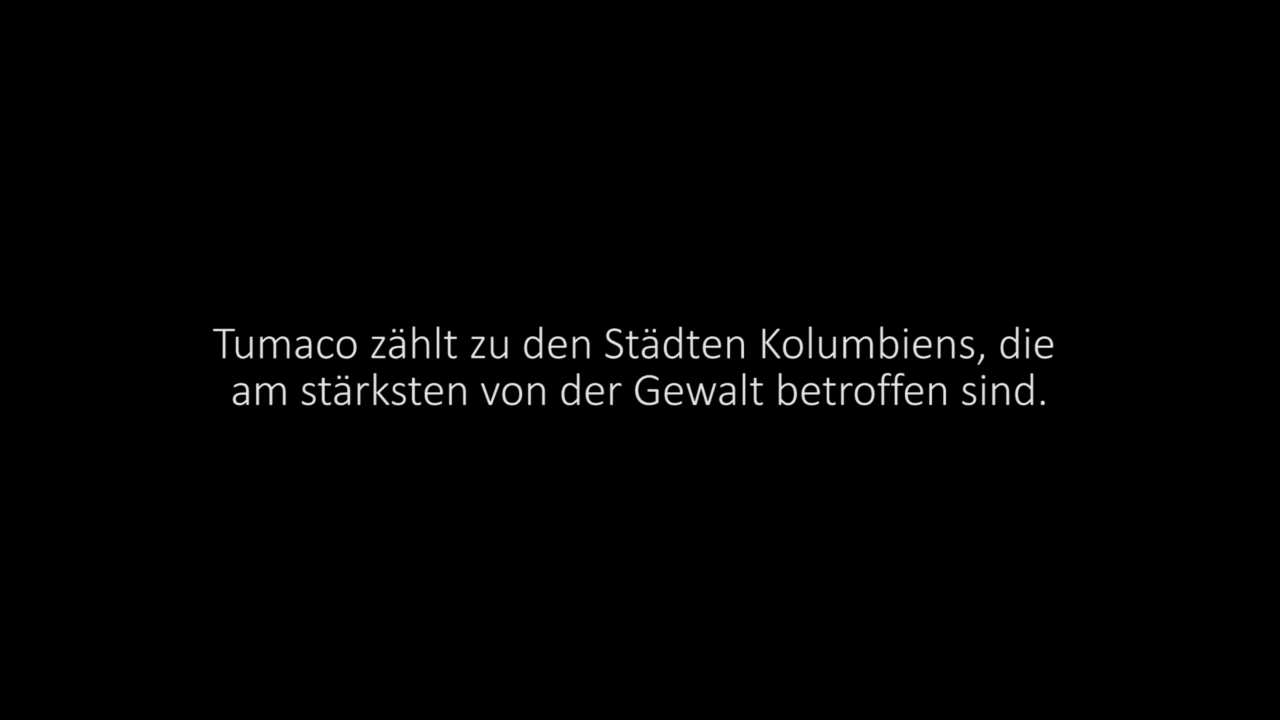 Tumaco zählt zu den Städten Kolumbiens, die
am stärksten von der Gewalt betroffen sind.